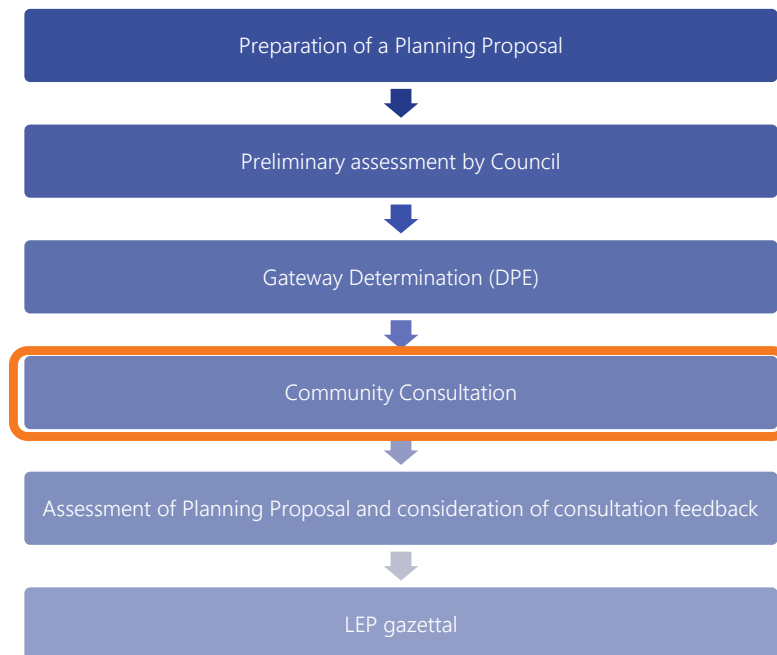 Preparation of a Planning Proposal
Preliminary assessment by Council
Gateway Determination (DPE)
Community Consultation
Assessment of Planning Proposal and consideration of consultation feedback
LEP gazettal